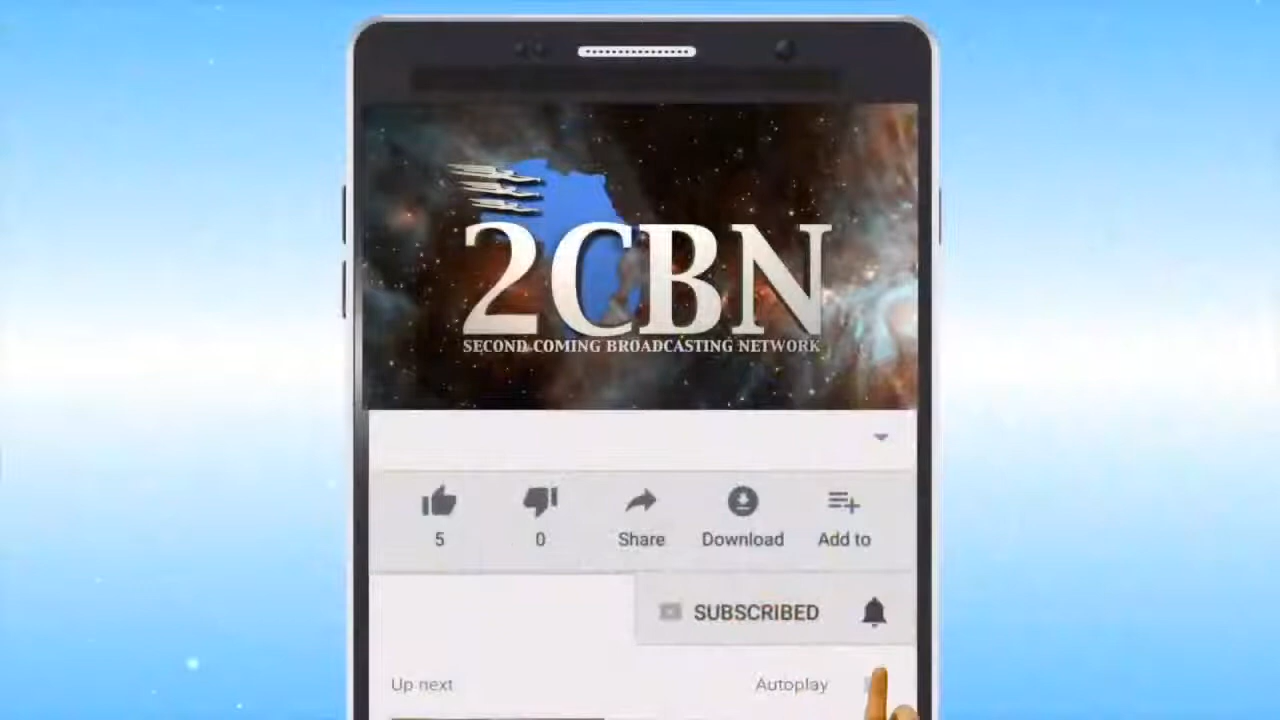 2CBN
SECOND COMING BROADCASTING NETWORK
5 0 Share Download Add to
SUBSCRIBED
Up next Autoplay